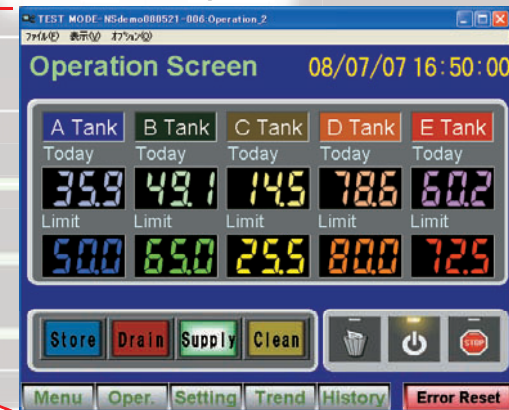 TEST MODE-NSdemo080521-006:Operation_2
ファイル(F) 表示(V) オプション(O)
Operation Screen 08/07/07 16:50:00
A Tank B Tank C Tank D Tank E Tank
Today Today Today Today Today
35.9 49.1 14.5 78.6 60.2
Limit Limit Limit Limit Limit
50.0 65.0 25.5 80.0 72.5
Store Drain Supply Clean STOP
Menu Oper. Setting Trend History Error Reset